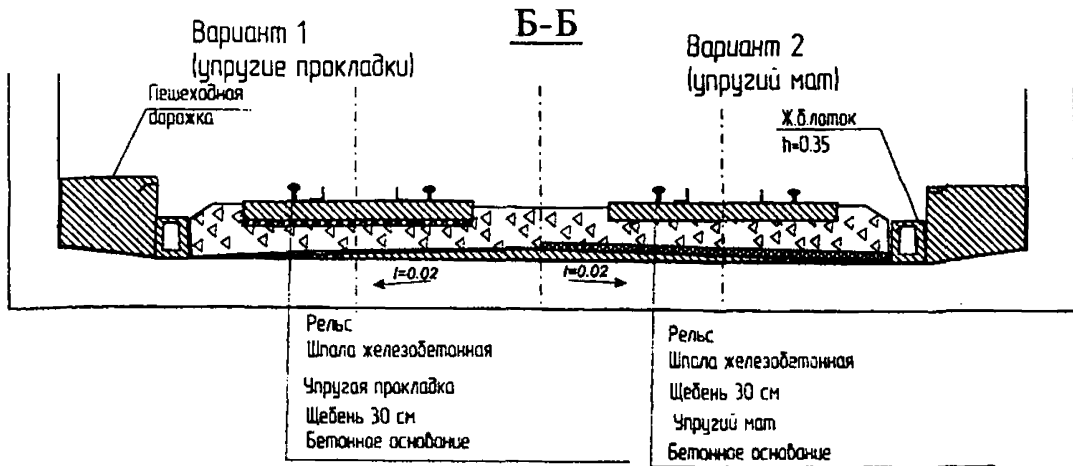 Б-Б
Вариант 1
(упругие прокладки)
Вариант 2
(упругий мат)
Пешеходная
дорожка
Ж.б.лоток
h=0.35
i=0.02
i=0.02
Рельс
Шпала железобетонная
Упругая прокладка
Щебень 30 см
Бетонное основание
Рельс
Шпала железобетонная
Щебень 30 см
Упругий мат
Бетонное основание